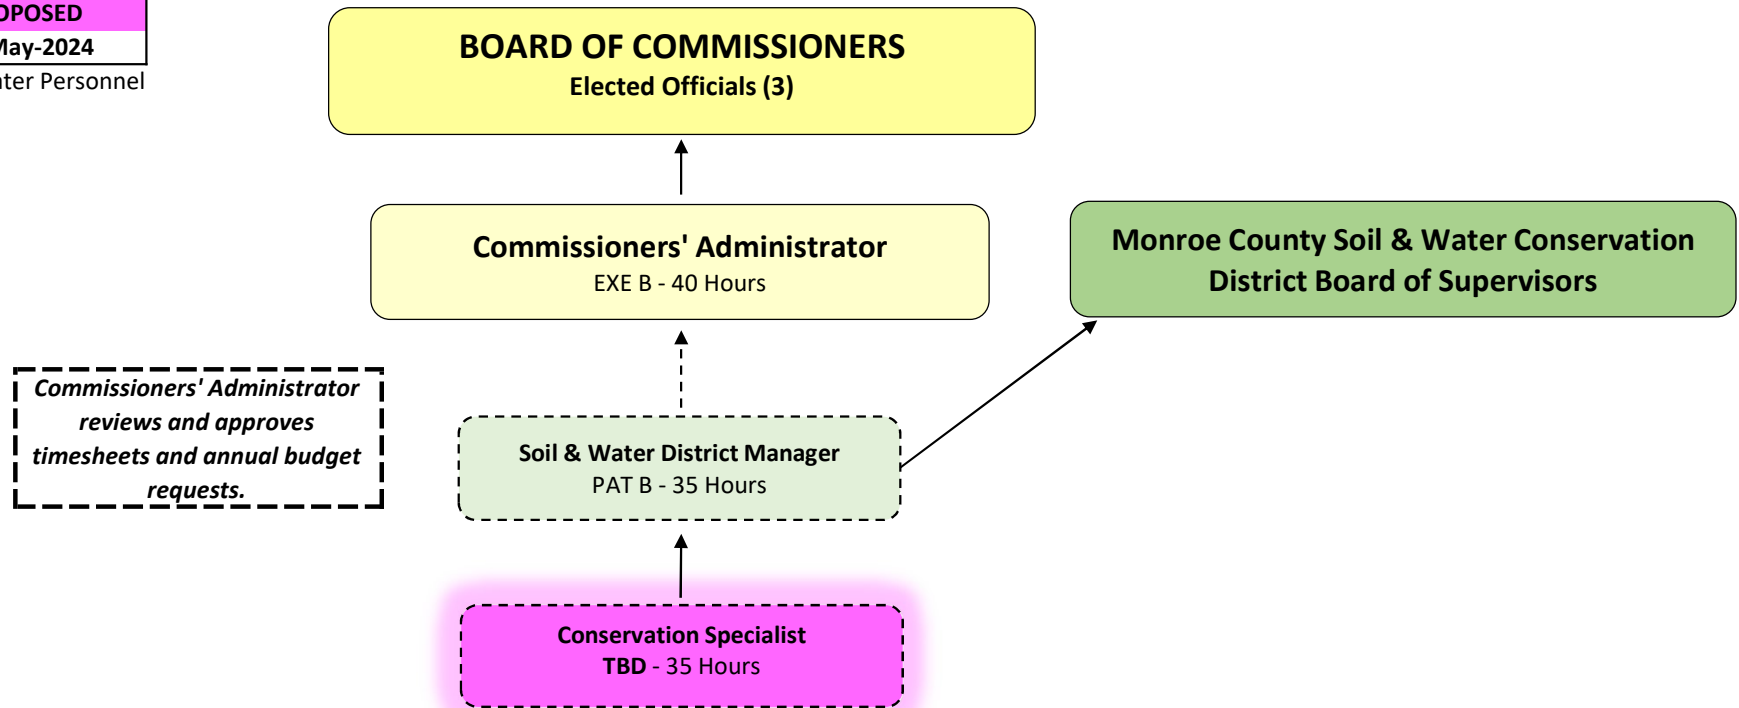 OPOSED
May-2024
ater Personnel
BOARD OF COMMISSIONERS
Elected Officials (3)
Commissioners' Administrator
EXE B - 40 Hours
Monroe County Soil & Water Conservation
District Board of Supervisors
Commissioners' Administrator
reviews and approves
timesheets and annual budget
requests.
Soil & Water District Manager
PAT B - 35 Hours
Conservation Specialist
TBD - 35 Hours